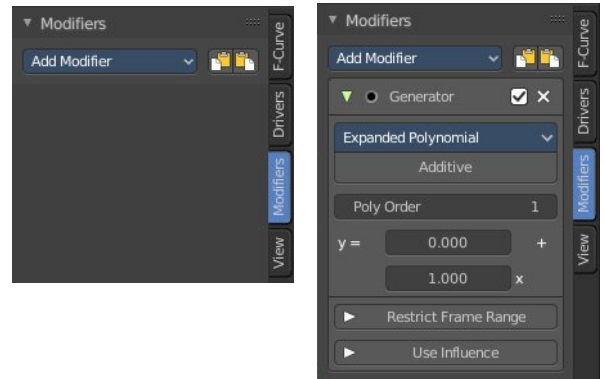 Modifiers
Add Modifier
F-Curve
Drivers
Modifiers
View
Modifiers
Add Modifier
Generator
Expanded Polynomial
Additive
Poly Order 1
y = 0.000 +
1.000 x
Restrict Frame Range
Use Influence
F-Curve
Drivers
Modifiers
View